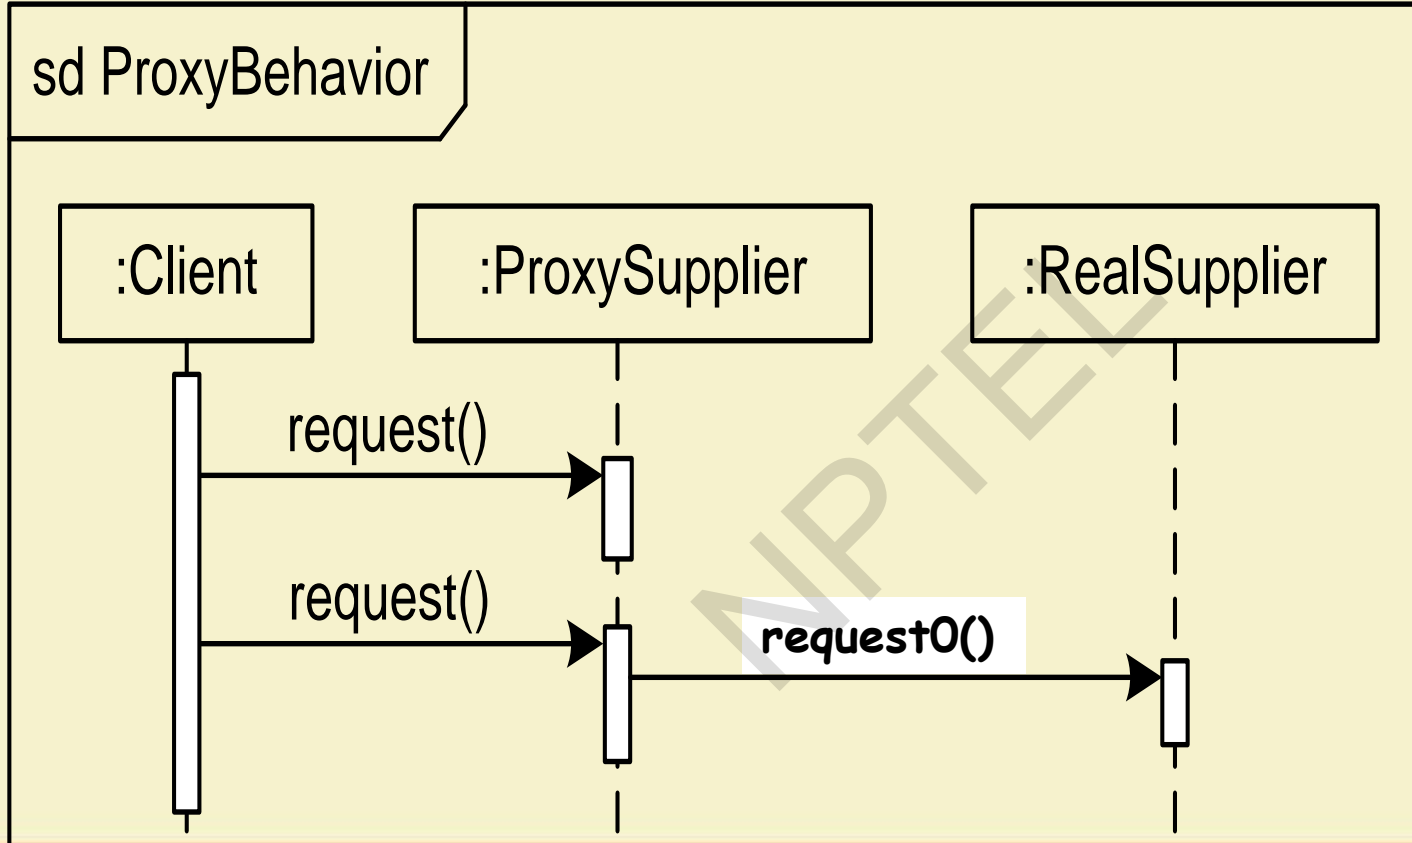 sd ProxyBehavior
:Client
:ProxySupplier
:RealSupplier
request()
request()
request0()
NPTEL